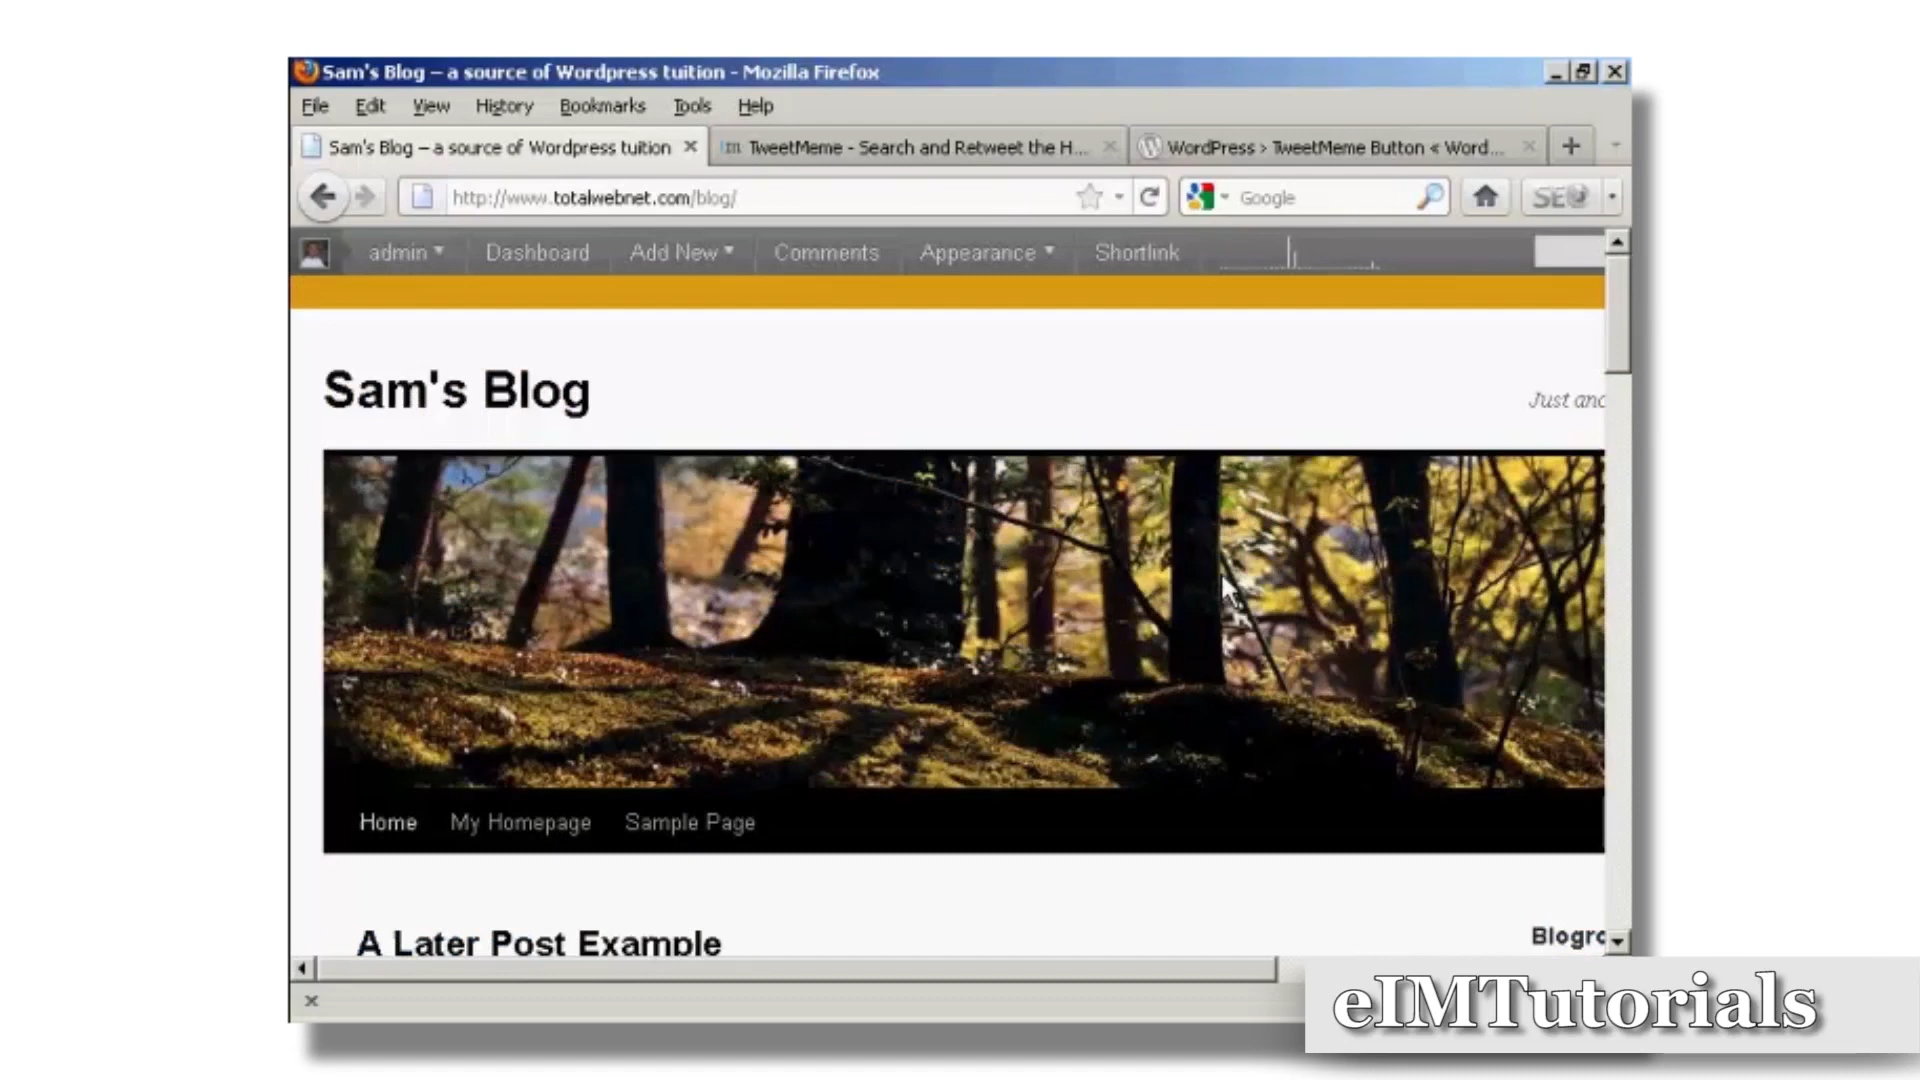 Sam's Blog – a source of Wordpress tuition - Mozilla Firefox
File Edit View History Bookmarks Tools Help
Sam's Blog – a source of Wordpress tuition TweetMeme - Search and Retweet the H... WordPress › TweetMeme Button « Word...
http://www.totalwebnet.com/blog/ Google SEO
admin Dashboard Add New Comments Appearance Shortlink
Sam's Blog
Just ano
Home My Homepage Sample Page
A Later Post Example
Blogro
eIMTutorials